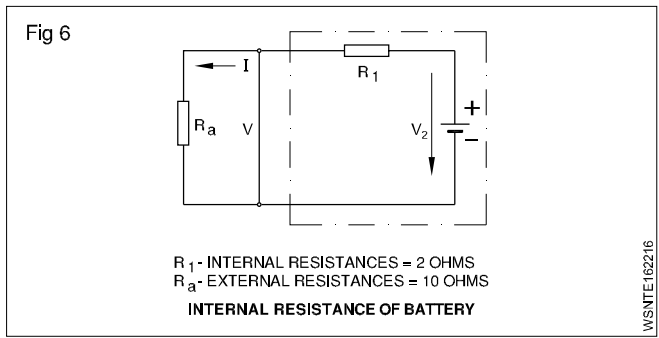 Fig 6
I
R1
Ra
V
V2
+
−
R1- INTERNAL RESISTANCES = 2 OHMS
Ra- EXTERNAL RESISTANCES = 10 OHMS
INTERNAL RESISTANCE OF BATTERY
WSNTE162216